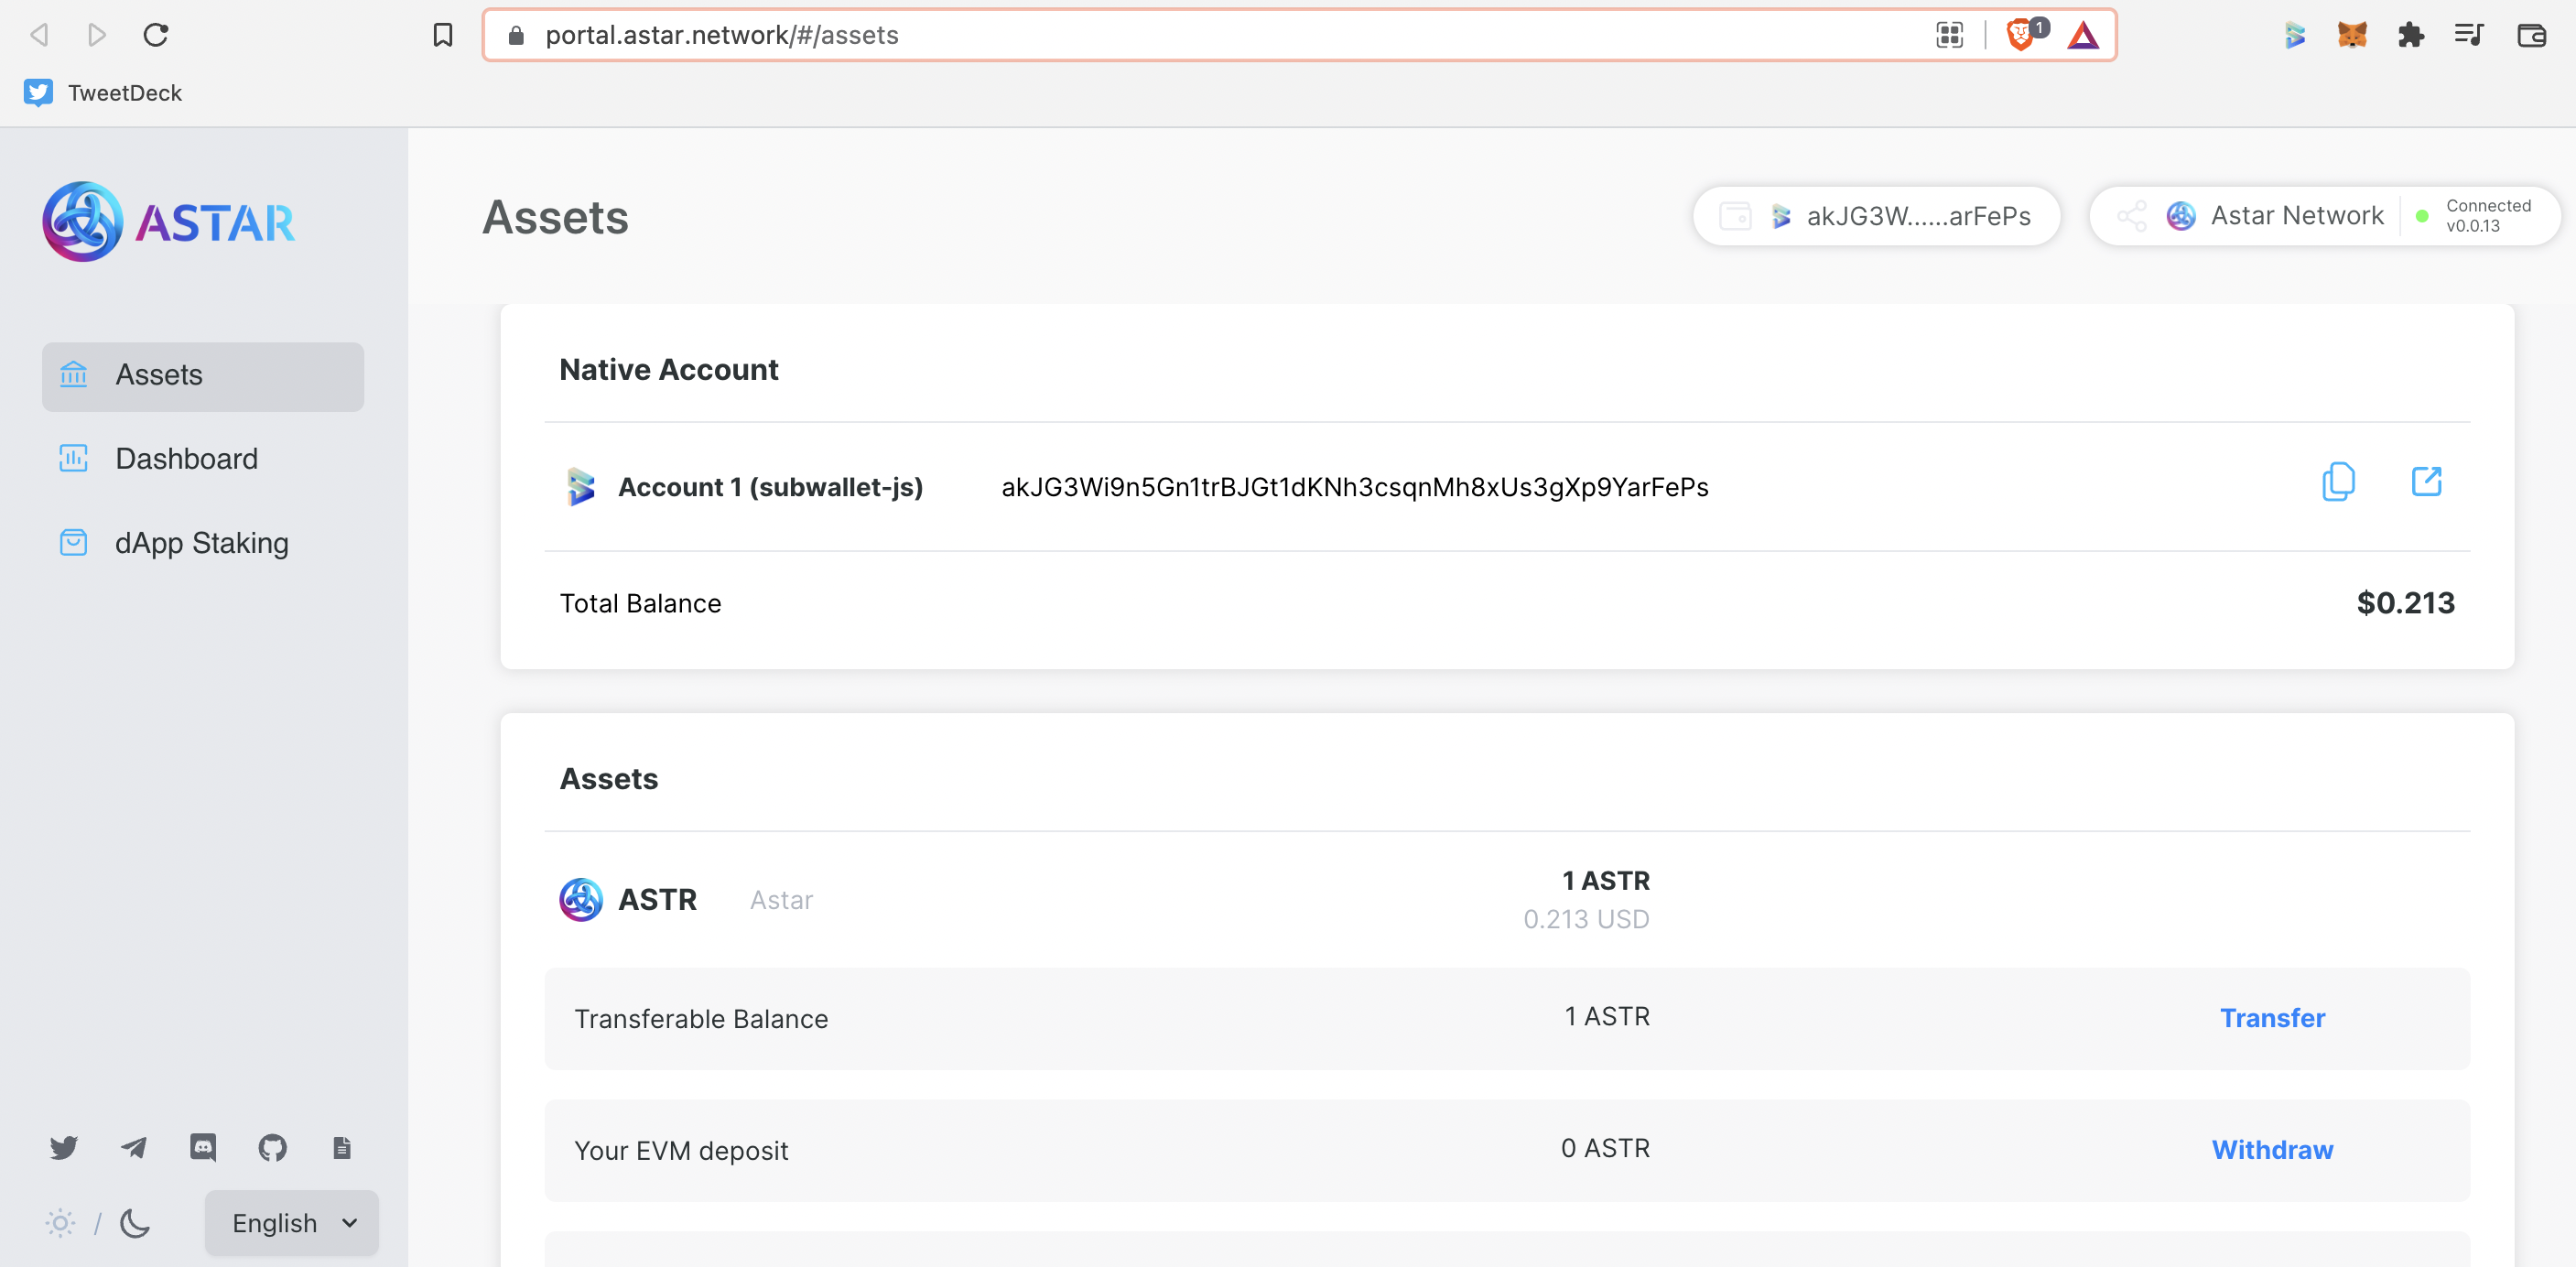 portal.astar.network/#/assets
1
TweetDeck
ASTAR
Assets
akJG3W......arFePs
Astar Network
Connected
v0.0.13
Assets
Dashboard
dApp Staking
Native Account
Account 1 (subwallet-js)
akJG3Wi9n5Gn1trBJGt1dKNh3csqnMh8xUs3gXp9YarFePs
Total Balance
$0.213
Assets
ASTR
Astar
1 ASTR
0.213 USD
Transferable Balance
1 ASTR
Transfer
Your EVM deposit
0 ASTR
Withdraw
/
English